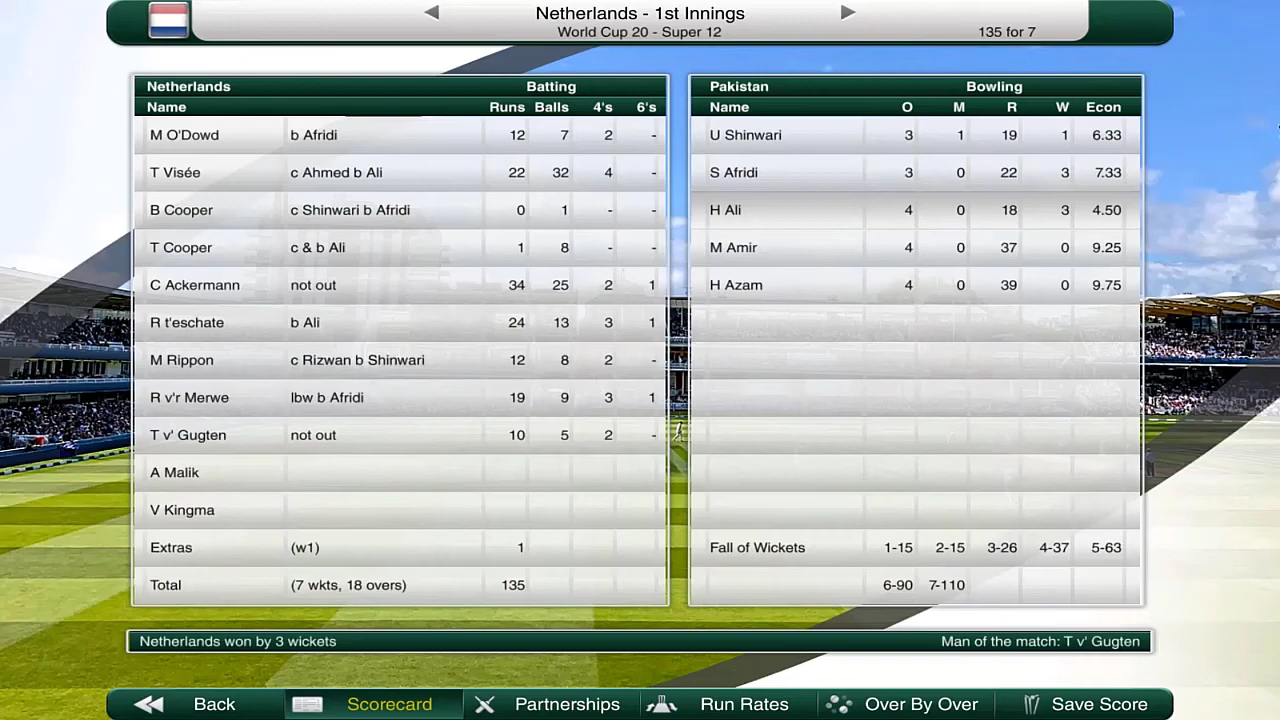 Netherlands - 1st Innings
World Cup 20 - Super 12 135 for 7
Netherlands Batting
Name Runs Balls 4's 6's
M O'Dowd b Afridi 12 7 2 -
T Visée c Ahmed b Ali 22 32 4 -
B Cooper c Shinwari b Afridi 0 1 - -
T Cooper c & b Ali 1 8 - -
C Ackermann not out 34 25 2 1
R t'eschate b Ali 24 13 3 1
M Rippon c Rizwan b Shinwari 12 8 2 -
R v'r Merwe lbw b Afridi 19 9 3 1
T v' Gugten not out 10 5 2 -
A Malik
V Kingma
Extras (w1) 1
Total (7 wkts, 18 overs) 135
Pakistan Bowling
Name O M R W Econ
U Shinwari 3 1 19 1 6.33
S Afridi 3 0 22 3 7.33
H Ali 4 0 18 3 4.50
M Amir 4 0 37 0 9.25
H Azam 4 0 39 0 9.75
Fall of Wickets 1-15 2-15 3-26 4-37 5-63
6-90 7-110
Netherlands won by 3 wickets Man of the match: T v' Gugten
Back Scorecard Partnerships Run Rates Over By Over Save Score